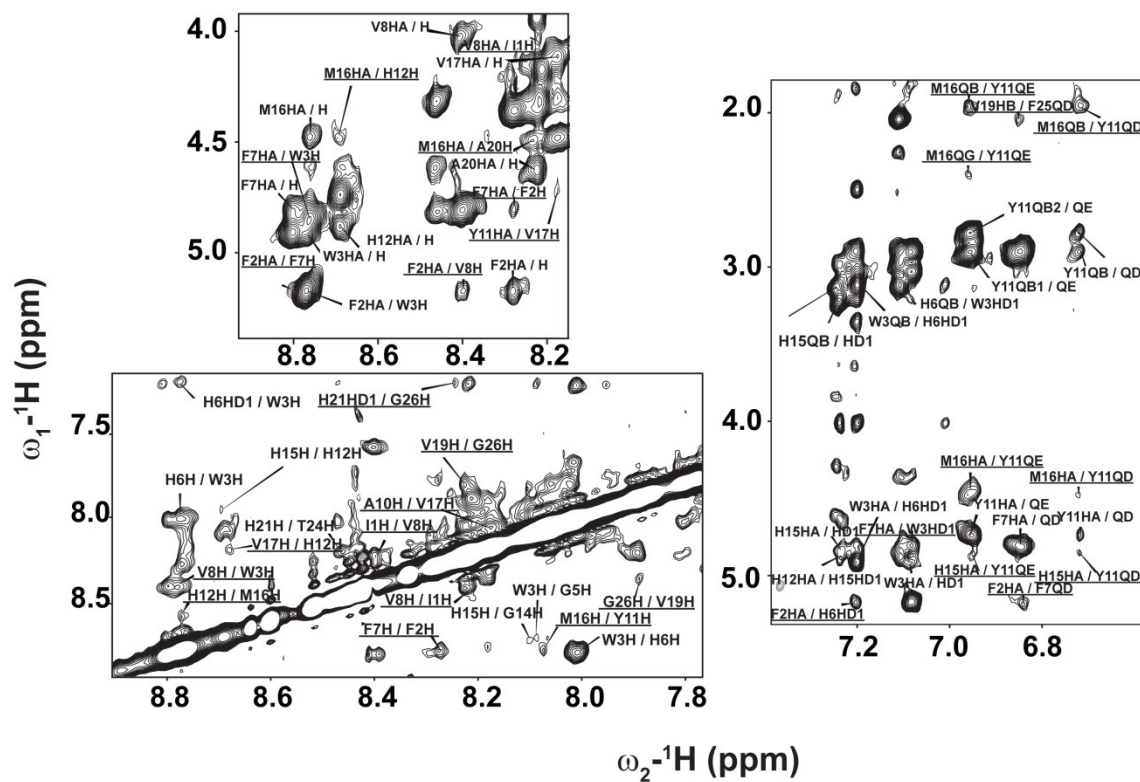 4.0
4.5
5.0
V8HA / H
V8HA / I1H
V17HA / H
M16HA / H12H
M16HA / H
F7HA / W3H
F7HA / H
M16HA / A20H
A20HA / H
F7HA / F2H
Y11HA / V17H
H12HA / H
W3HA / H
F2HA / F7H
F2HA / V8H
F2HA / H
F2HA / W3H
8.8 8.6 8.4 8.2
ω1-1H (ppm)
7.5
8.0
8.5
H6HD1 / W3H
H21HD1 / G26H
H15H / H12H
V19H / G26H
H6H / W3H
A10H / V17H
H21H / T24H
I1H / V8H
V17H / H12H
V8H / W3H
H12H / M16H
V8H / I1H
W3H / G5H
G26H / V19H
H15H / G14H
M16H / Y11H
F7H / F2H
W3H / H6H
8.8 8.6 8.4 8.2 8.0 7.8
2.0
3.0
4.0
5.0
M16QB / Y11QE
V19HB / F25QD
M16QB / Y11QD
M16QG / Y11QE
Y11QB2 / QE
Y11QB / QD
Y11QB1 / QE
H6QB / W3HD1
W3QB / H6HD1
H15QB / HD1
M16HA / Y11QE
M16HA / Y11QD
W3HA / H6HD1
Y11HA / QE
Y11HA / QD
H15HA / HD1
F7HA / W3HD1
F7HA / QD
H15HA / Y11QE
H15HA / Y11QD
H12HA / H15HD1
W3HA / HD1
F2HA / F7QD
F2HA / H6HD1
7.2 7.0 6.8
ω2-1H (ppm)